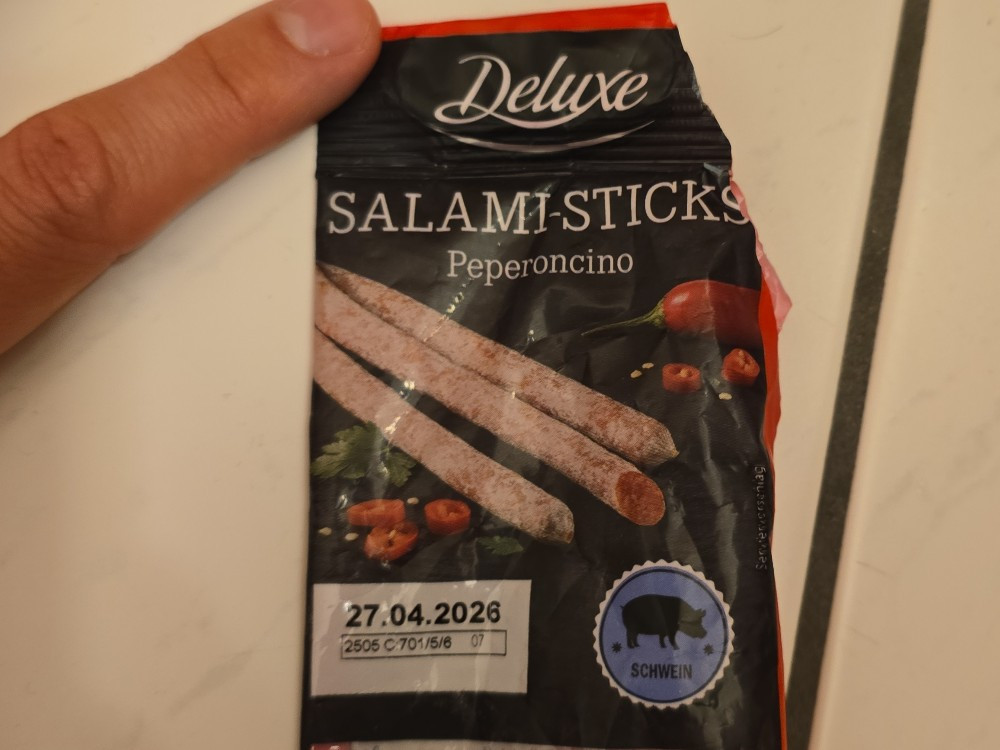 Deluxe
SALAMI-STICKS
Peperoncino
27.04.2026
2505 C 701/5/6 07
SCHWEIN